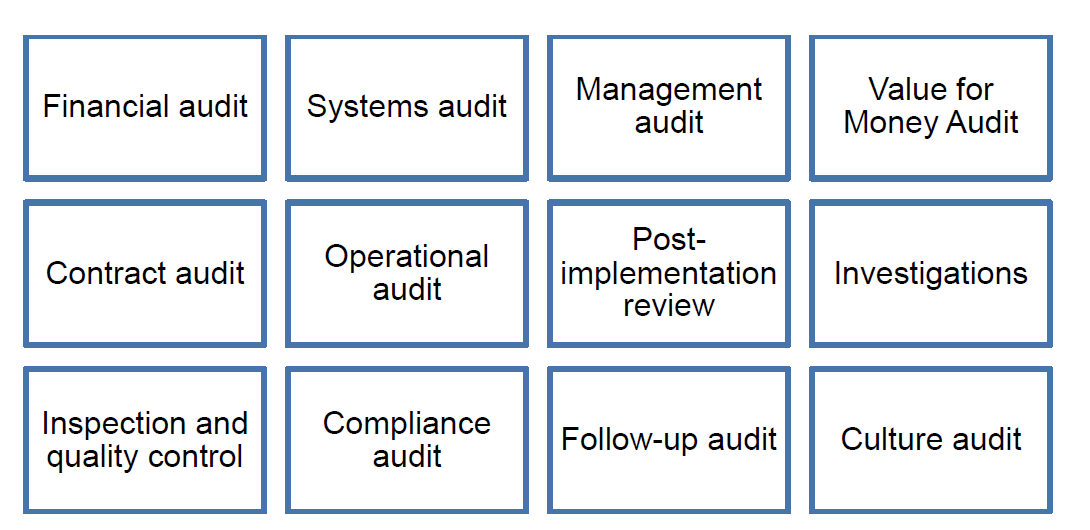 Financial audit
Systems audit
Management
audit
Value for
Money Audit
Contract audit
Operational
audit
Post-
implementation
review
Investigations
Inspection and
quality control
Compliance
audit
Follow-up audit
Culture audit